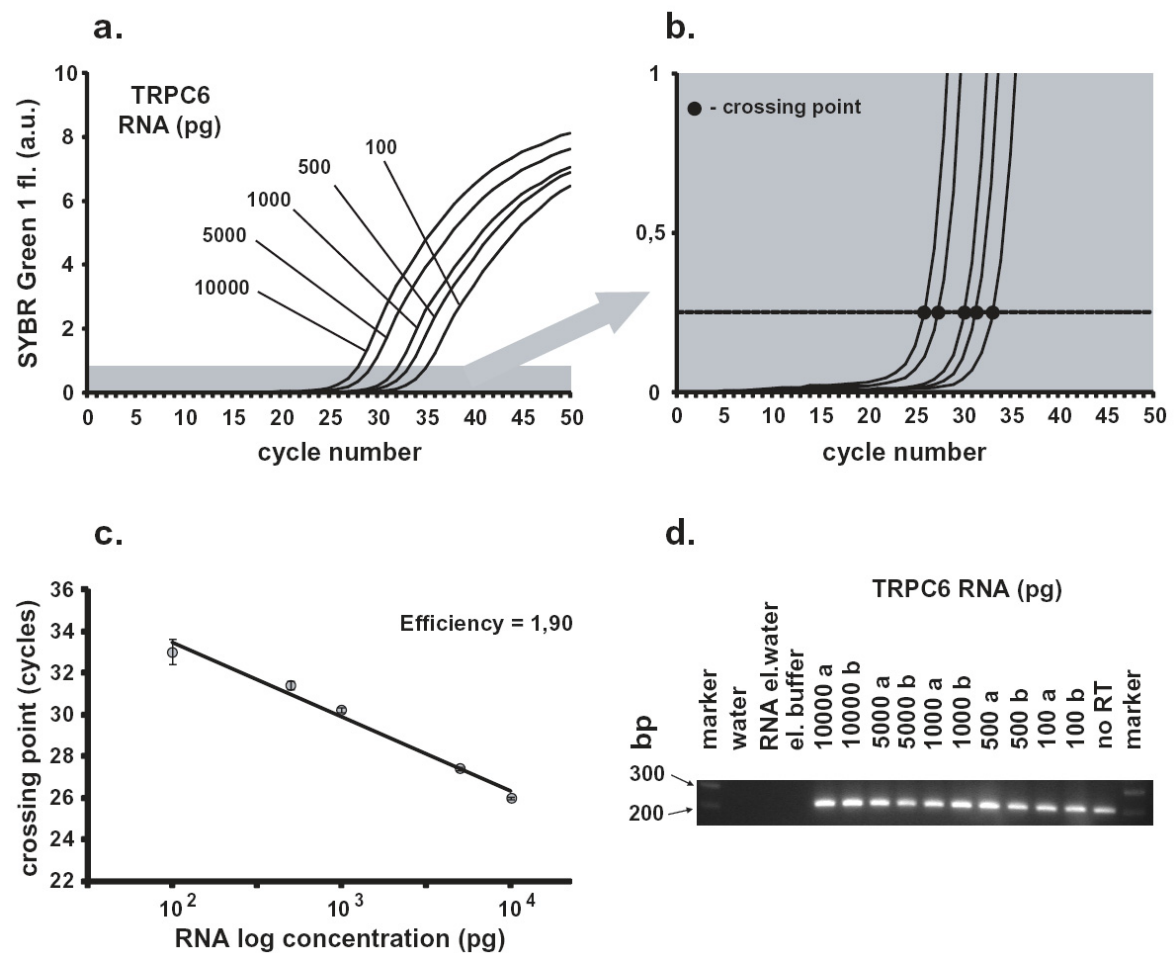 a.
10
8
6
4
2
0
SYBR Green 1 fl. (a.u.)
TRPC6
RNA (pg)
100
500
1000
5000
10000
0 5 10 15 20 25 30 35 40 45 50
cycle number
b.
1
0,5
0
- crossing point
0 5 10 15 20 25 30 35 40 45 50
cycle number
c.
36
34
32
30
28
26
24
22
crossing point (cycles)
Efficiency = 1,90
10 2 10 3 10 4
RNA log concentration (pg)
d.
TRPC6 RNA (pg)
bp
marker
water
RNA el.water
el. buffer
10000 a
10000 b
5000 a
5000 b
1000 a
1000 b
500 a
500 b
100 a
100 b
no RT
marker
300
200